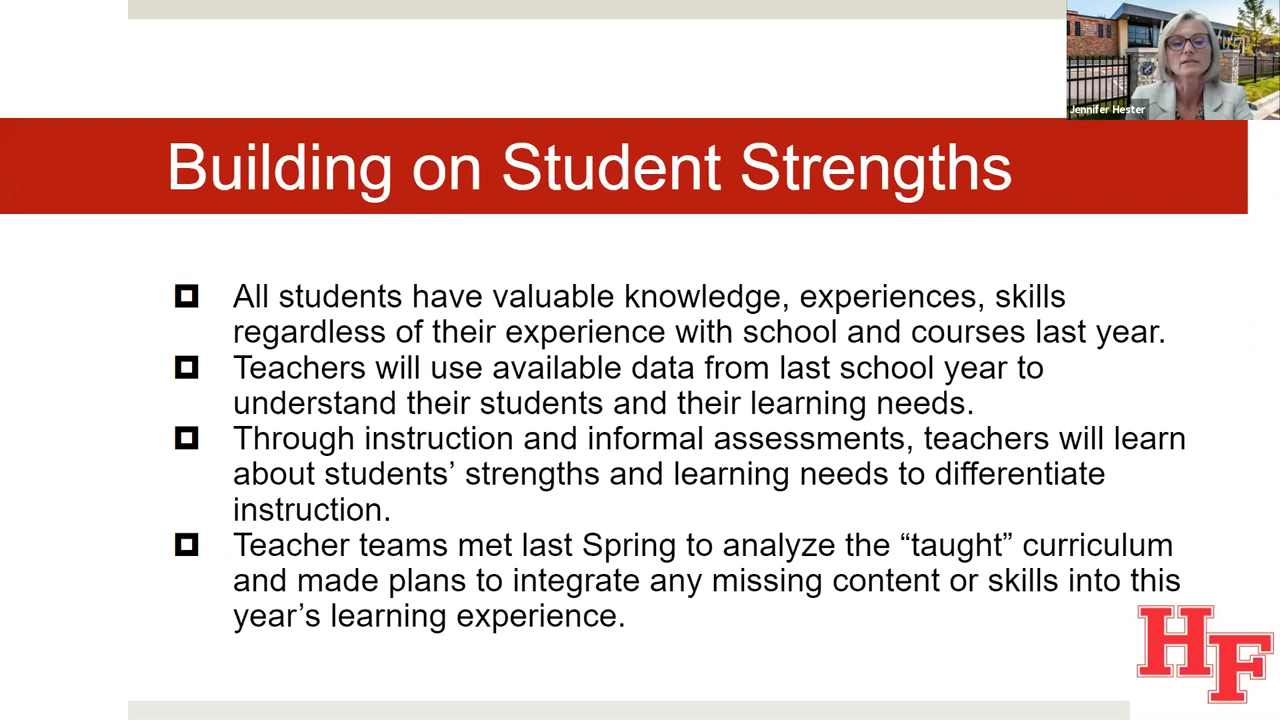 Jennifer Hester
Building on Student Strengths
All students have valuable knowledge, experiences, skills
regardless of their experience with school and courses last year.
Teachers will use available data from last school year to
understand their students and their learning needs.
Through instruction and informal assessments, teachers will learn
about students’ strengths and learning needs to differentiate
instruction.
Teacher teams met last Spring to analyze the “taught” curriculum
and made plans to integrate any missing content or skills into this
year’s learning experience.
HF